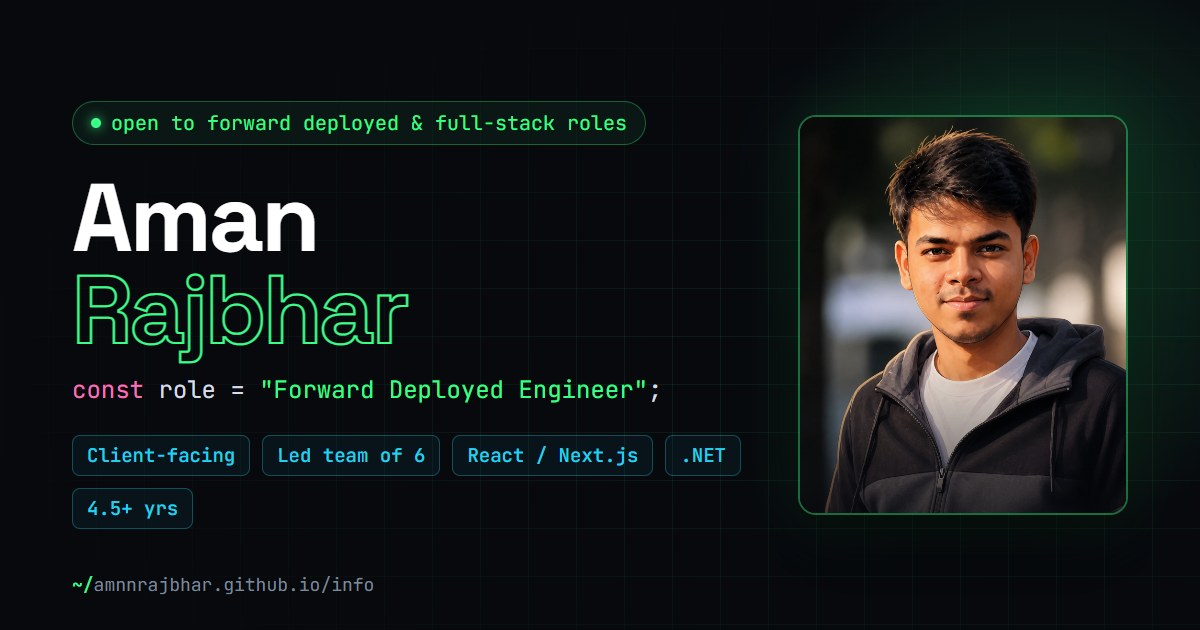 open to forward deployed & full-stack roles
Aman
Rajbhar
const role = "Forward Deployed Engineer";
Client-facing Led team of 6 React / Next.js .NET
4.5+ yrs
~/amnnrajbhar.github.io/info